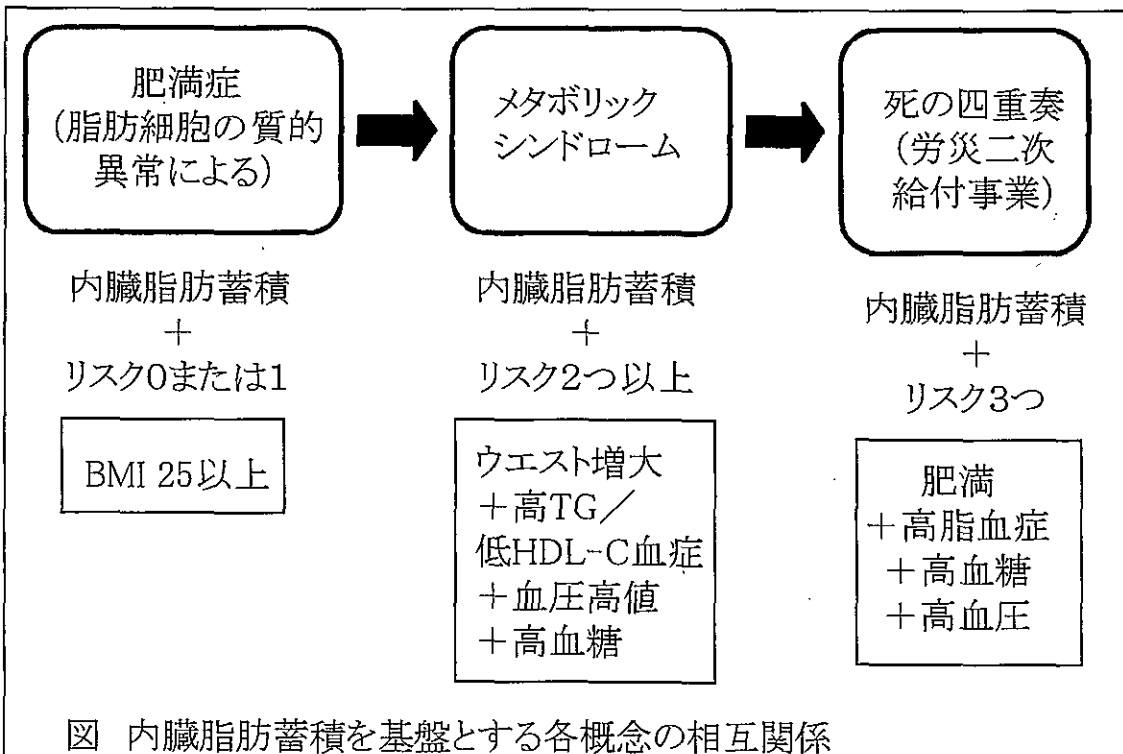 肥満症
(脂肪細胞の質的
異常による)
内臓脂肪蓄積
＋
リスク0または1
BMI 25以上
メタボリック
シンドローム
内臓脂肪蓄積
＋
リスク2つ以上
ウエスト増大
＋高TG／
低HDL-C血症
＋血圧高値
＋高血糖
死の四重奏
(労災二次
給付事業)
内臓脂肪蓄積
＋
リスク3つ
肥満
＋高脂血症
＋高血糖
＋高血圧
図 内臓脂肪蓄積を基盤とする各概念の相互関係